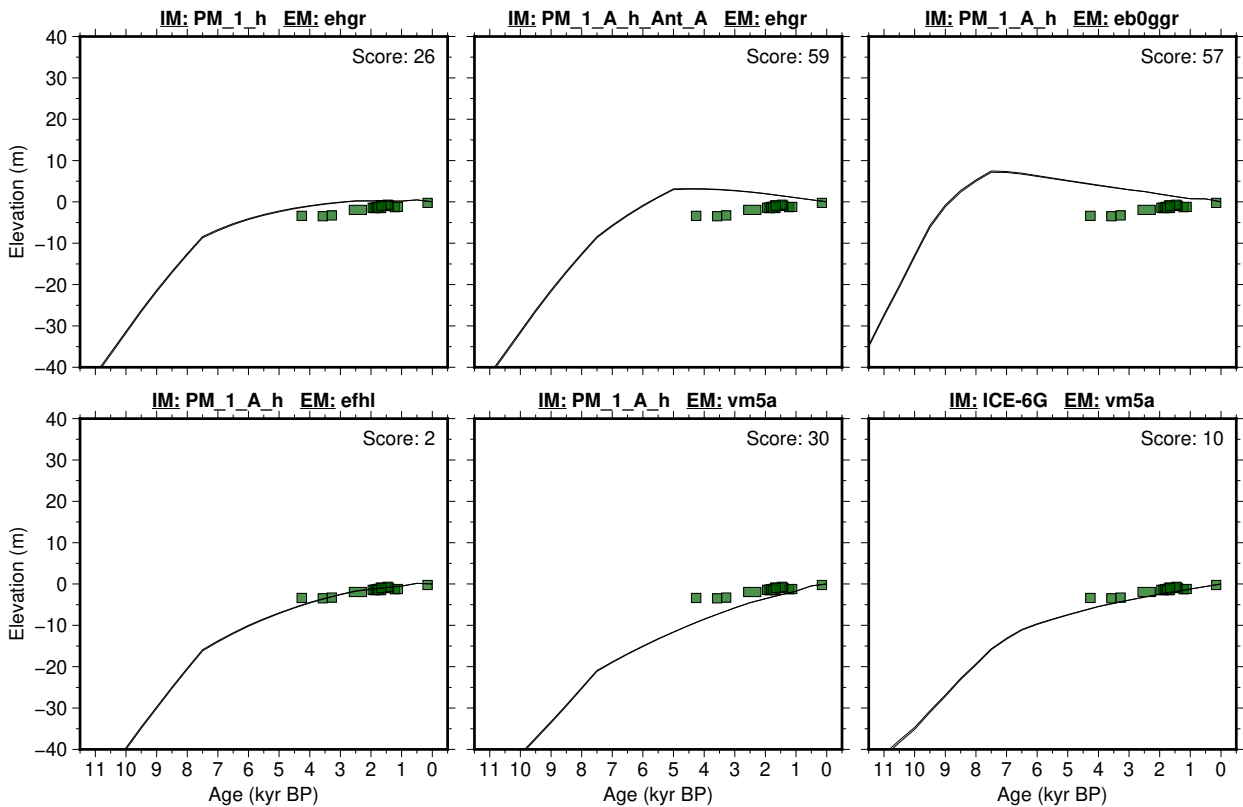 IM: PM_1_h EM: ehgr
IM: PM_1_A_h_Ant_A EM: ehgr
IM: PM_1_A_h EM: eb0ggr
Score: 26
Score: 59
Score: 57
40
30
20
10
0
−10
−20
−30
−40
Elevation (m)
IM: PM_1_A_h EM: efhl
IM: PM_1_A_h EM: vm5a
IM: ICE-6G EM: vm5a
Score: 2
Score: 30
Score: 10
40
30
20
10
0
−10
−20
−30
−40
Elevation (m)
11 10 9 8 7 6 5 4 3 2 1 0
11 10 9 8 7 6 5 4 3 2 1 0
11 10 9 8 7 6 5 4 3 2 1 0
Age (kyr BP)
Age (kyr BP)
Age (kyr BP)